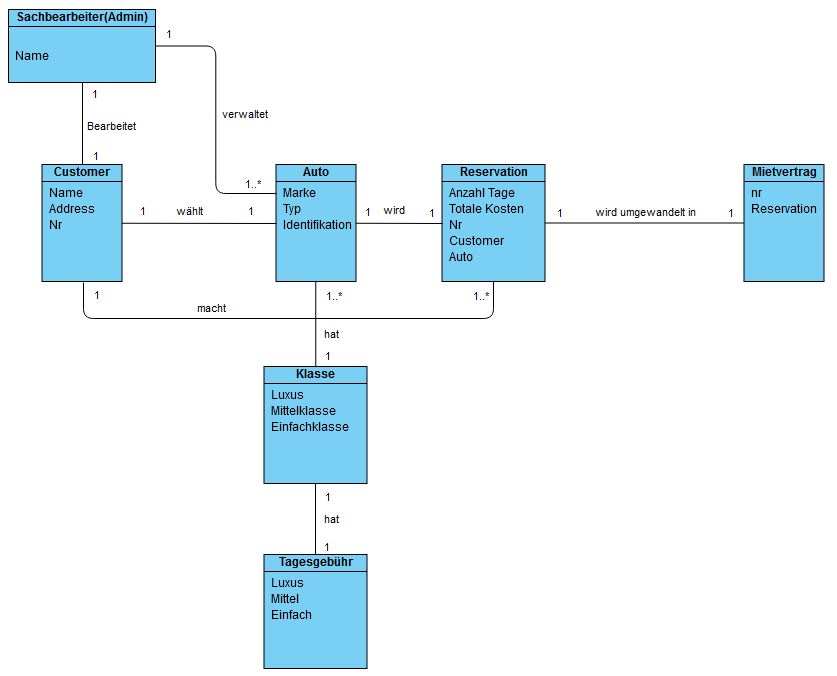 Sachbearbeiter(Admin)
Name
1
verwaltet
1..*
1
Bearbeitet
1
Customer
Name
Address
Nr
1
wählt
1
Auto
Marke
Typ
Identifikation
1
wird
1
Reservation
Anzahl Tage
Totale Kosten
Nr
Customer
Auto
1
wird umgewandelt in
1
Mietvertrag
nr
Reservation
1
macht
1..*
1..*
hat
1
Klasse
Luxus
Mittelklasse
Einfachklasse
1
hat
1
Tagesgebühr
Luxus
Mittel
Einfach